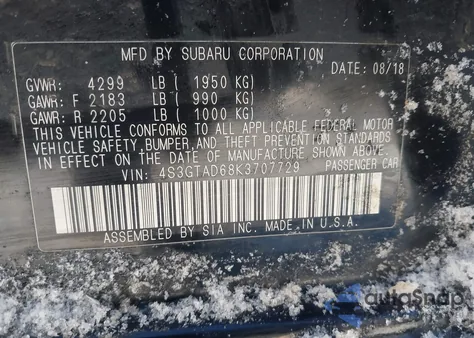 MFD BY SUBARU CORPORATION
DATE: 08/18
GVWR: 4299 LB ( 1950 KG)
GAWR: F 2183 LB ( 990 KG)
GAWR: R 2205 LB ( 1000 KG)
THIS VEHICLE CONFORMS TO ALL APPLICABLE FEDERAL MOTOR
VEHICLE SAFETY, BUMPER, AND THEFT PREVENTION STANDARDS
IN EFFECT ON THE DATE OF MANUFACTURE SHOWN ABOVE.
VIN: 4S3GTAD68K3707729 PASSENGER CAR
ASSEMBLED BY SIA INC. MADE IN U.S.A.
autoSnap